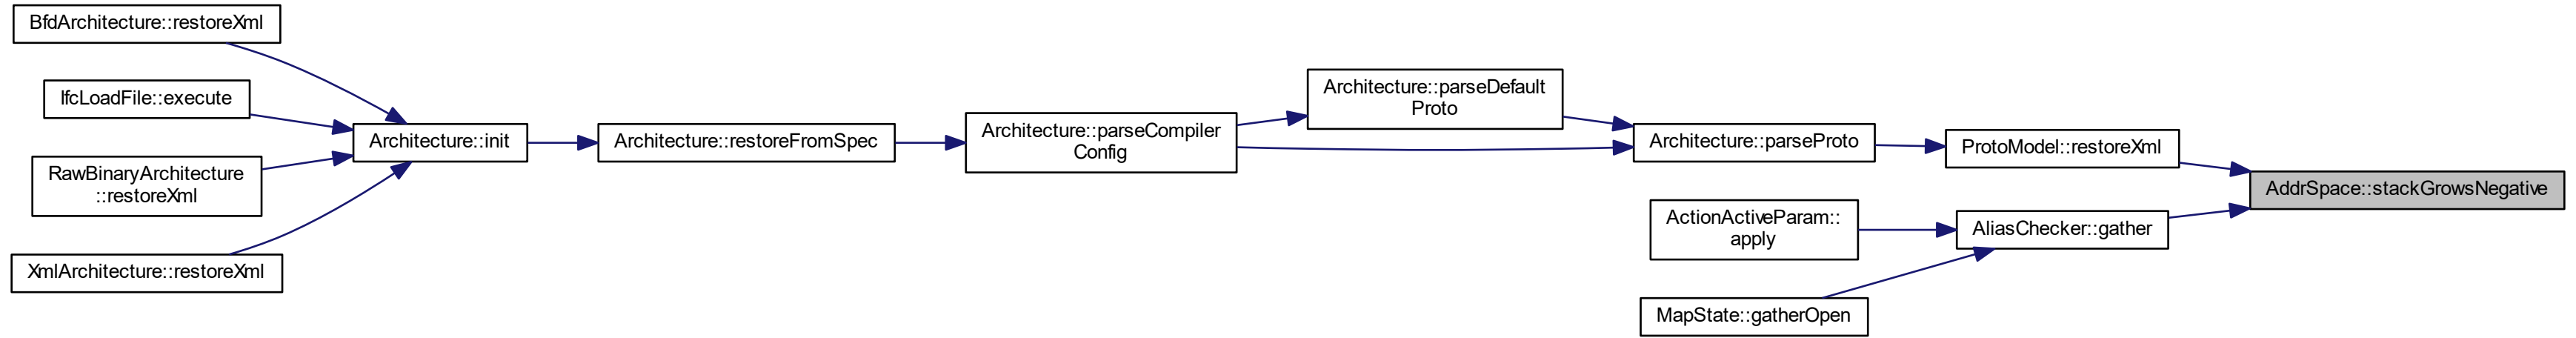 BfdArchitecture::restoreXml
IfcLoadFile::execute
RawBinaryArchitecture
::restoreXml
XmlArchitecture::restoreXml
Architecture::init
Architecture::restoreFromSpec
Architecture::parseCompiler
Config
Architecture::parseDefault
Proto
Architecture::parseProto
ProtoModel::restoreXml
ActionActiveParam::
apply
MapState::gatherOpen
AliasChecker::gather
AddrSpace::stackGrowsNegative